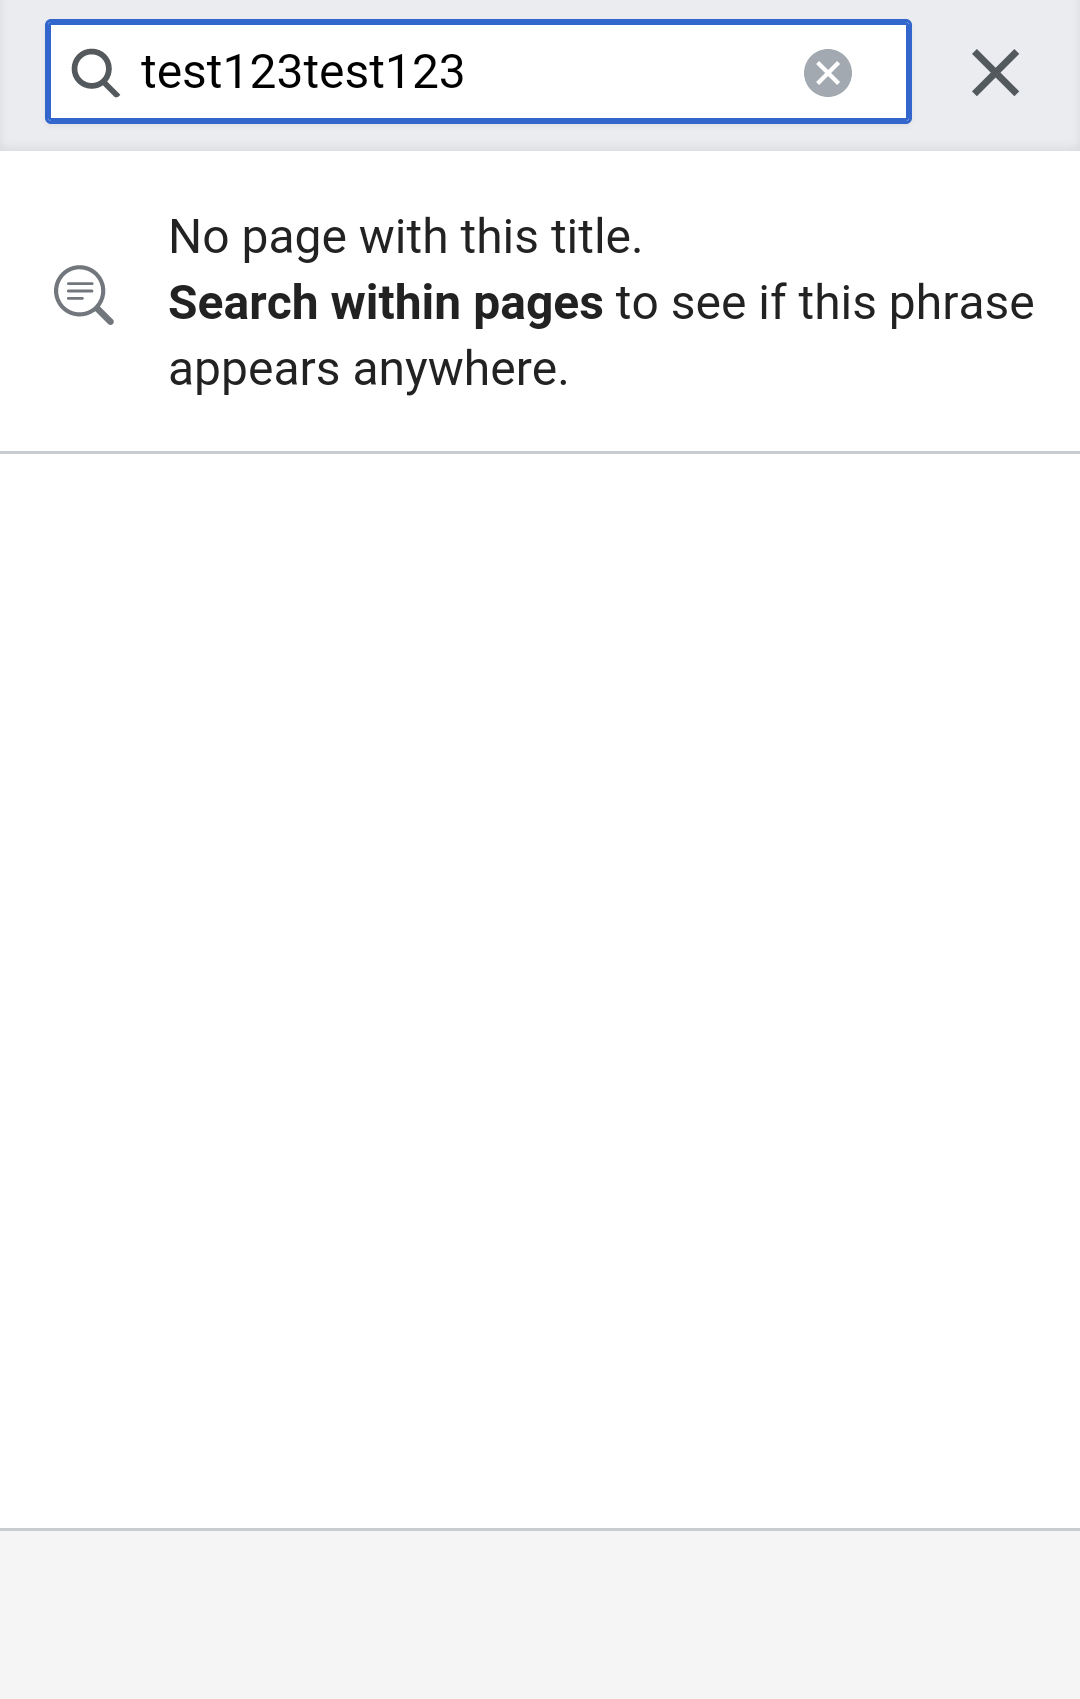 test123test123
No page with this title.
Search within pages to see if this phrase
appears anywhere.